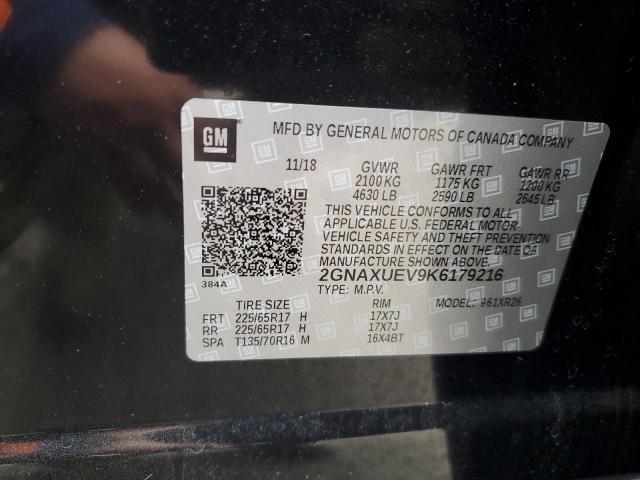 GM MFD BY GENERAL MOTORS OF CANADA COMPANY
11/18 GVWR GAWR FRT GAWR RR
2100 KG 1175 KG 1200 KG
4630 LB 2590 LB 2645 LB
THIS VEHICLE CONFORMS TO ALL
APPLICABLE U.S. FEDERAL MOTOR
VEHICLE SAFETY AND THEFT PREVENTION
STANDARDS IN EFFECT ON THE DATE OF
MANUFACTURE SHOWN ABOVE.
2GNAXUEV9K6179216
384A TYPE: M.P.V. MODEL: 961XR26
TIRE SIZE RIM
FRT 225/65R17 H 17X7J
RR 225/65R17 H 17X7J
SPA T135/70R16 M 16X4BT